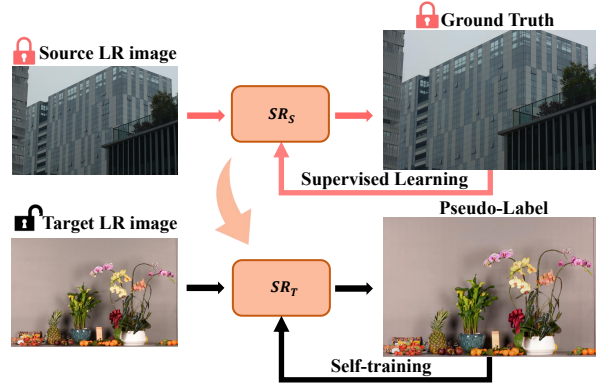 Source LR image
Ground Truth
SR_S
Supervised Learning
Target LR image
Pseudo-Label
SR_T
Self-training